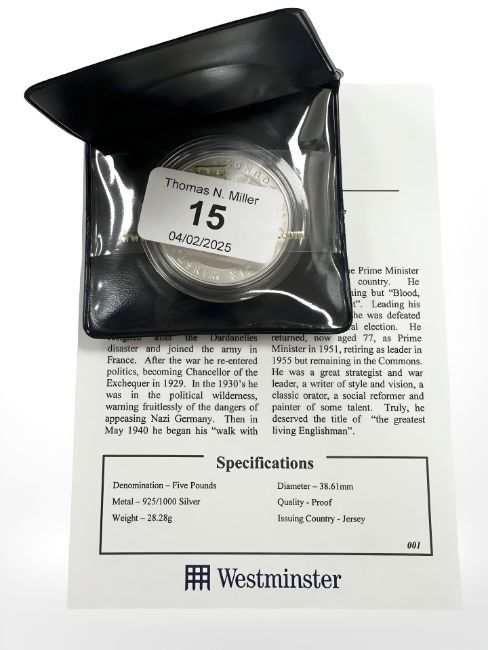 Thomas N. Miller
15
04/02/2025
the Prime Minister
country. He
but "Blood,
Leading his
he was defeated
election. He
after the Dardanelles
disaster and joined the army in
France. After the war he re-entered
politics, becoming Chancellor of the
Exchequer in 1929. In the 1930's he
was in the political wilderness,
warning fruitlessly of the dangers of
appeasing Nazi Germany. Then in
May 1940 he began his "walk with
returned, now aged 77, as Prime
Minister in 1951, retiring as leader in
1955 but remaining in the Commons.
He was a great strategist and war
leader, a writer of style and vision, a
classic orator, a social reformer and
painter of some talent. Truly, he
deserved the title of "the greatest
living Englishman".
Specifications
Denomination – Five Pounds
Metal – 925/1000 Silver
Weight – 28.28g
Diameter – 38.61mm
Quality - Proof
Issuing Country - Jersey
001
Westminster